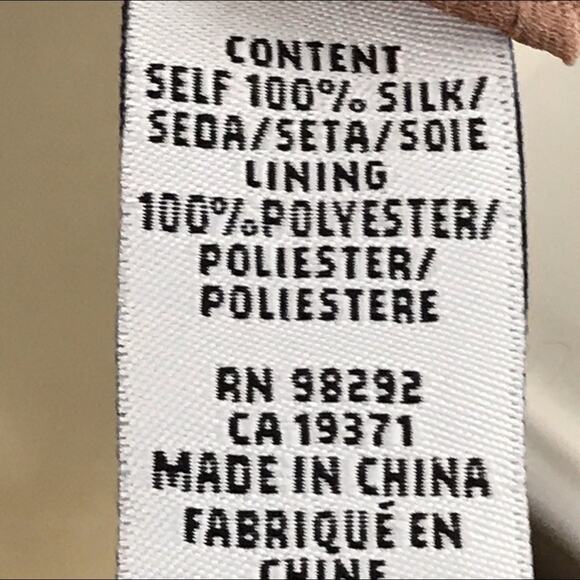 CONTENT
SELF 100% SILK/
SEDA/SETA/SOIE
LINING
100%POLYESTER/
POLIESTER/
POLIESTERE
RN 98292
CA 19371
MADE IN CHINA
FABRIQUÉ EN
CHINE